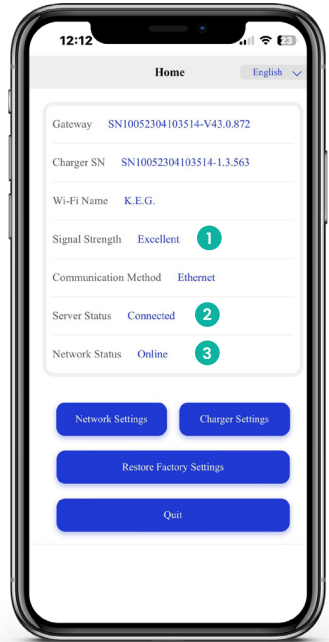 12:12 23
Home English
Gateway SN10052304103514-V43.0.872
Charger SN SN10052304103514-1.3.563
Wi-Fi Name K.E.G.
Signal Strength Excellent 1
Communication Method Ethernet
Server Status Connected 2
Network Status Online 3
Network Settings Charger Settings
Restore Factory Settings
Quit